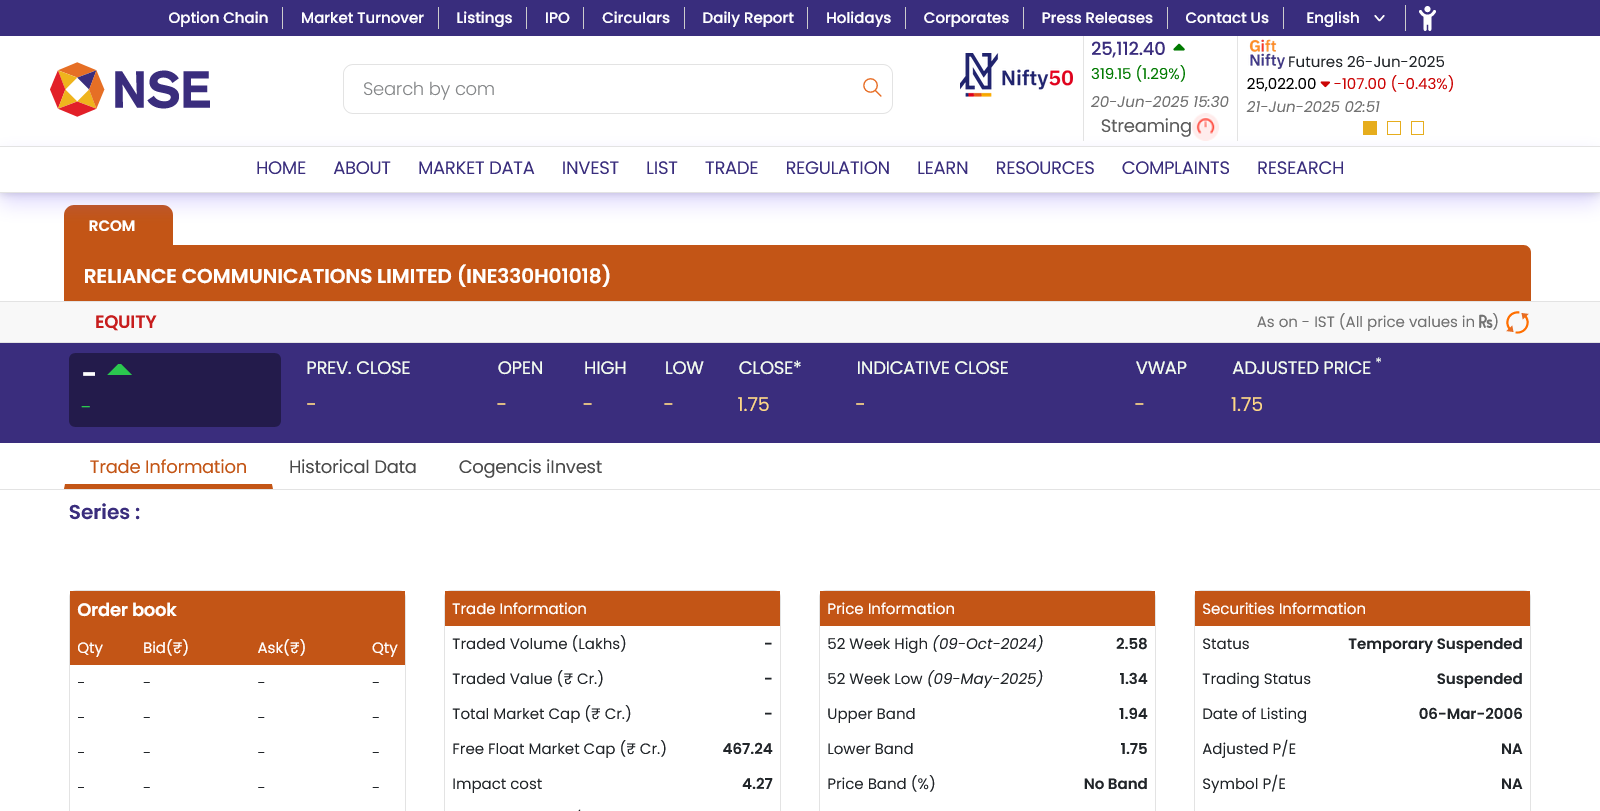 Option Chain Market Turnover Listings IPO Circulars Daily Report Holidays Corporates Press Releases Contact Us English
NSE
Search by com
Nifty50
25,112.40
319.15 (1.29%)
20-Jun-2025 15:30
Streaming
Gift
Nifty Futures 26-Jun-2025
25,022.00 -107.00 (-0.43%)
21-Jun-2025 02:51
HOME ABOUT MARKET DATA INVEST LIST TRADE REGULATION LEARN RESOURCES COMPLAINTS RESEARCH
RCOM
RELIANCE COMMUNICATIONS LIMITED (INE330H01018)
EQUITY As on - IST (All price values in ₨)
- PREV. CLOSE OPEN HIGH LOW CLOSE* INDICATIVE CLOSE VWAP ADJUSTED PRICE *
- - - - - 1.75 - - 1.75
Trade Information Historical Data Cogencis iInvest
Series :
Order book
Qty Bid(₹) Ask(₹) Qty
- - - -
- - - -
- - - -
- - - -
Trade Information
Traded Volume (Lakhs) -
Traded Value (₹ Cr.) -
Total Market Cap (₹ Cr.) -
Free Float Market Cap (₹ Cr.) 467.24
Impact cost 4.27
Price Information
52 Week High (09-Oct-2024) 2.58
52 Week Low (09-May-2025) 1.34
Upper Band 1.94
Lower Band 1.75
Price Band (%) No Band
Securities Information
Status Temporary Suspended
Trading Status Suspended
Date of Listing 06-Mar-2006
Adjusted P/E NA
Symbol P/E NA